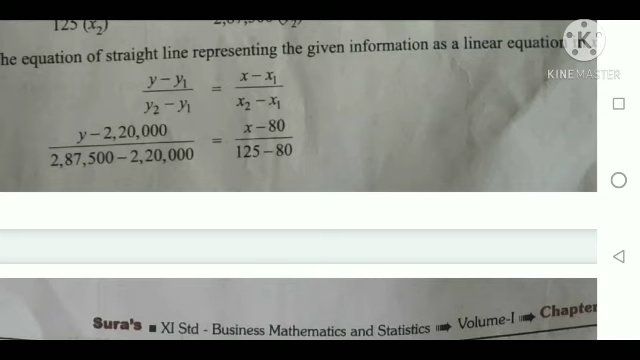 125 (x₂)
he equation of straight line representing the given information as a linear equation
KINEMASTER
y − y₁ / y₂ − y₁ = x − x₁ / x₂ − x₁
y − 2,20,000 / 2,87,500 − 2,20,000 = x − 80 / 125 − 80
Sura's ■ XI Std - Business Mathematics and Statistics ➠ Volume-I ➠ Chapter